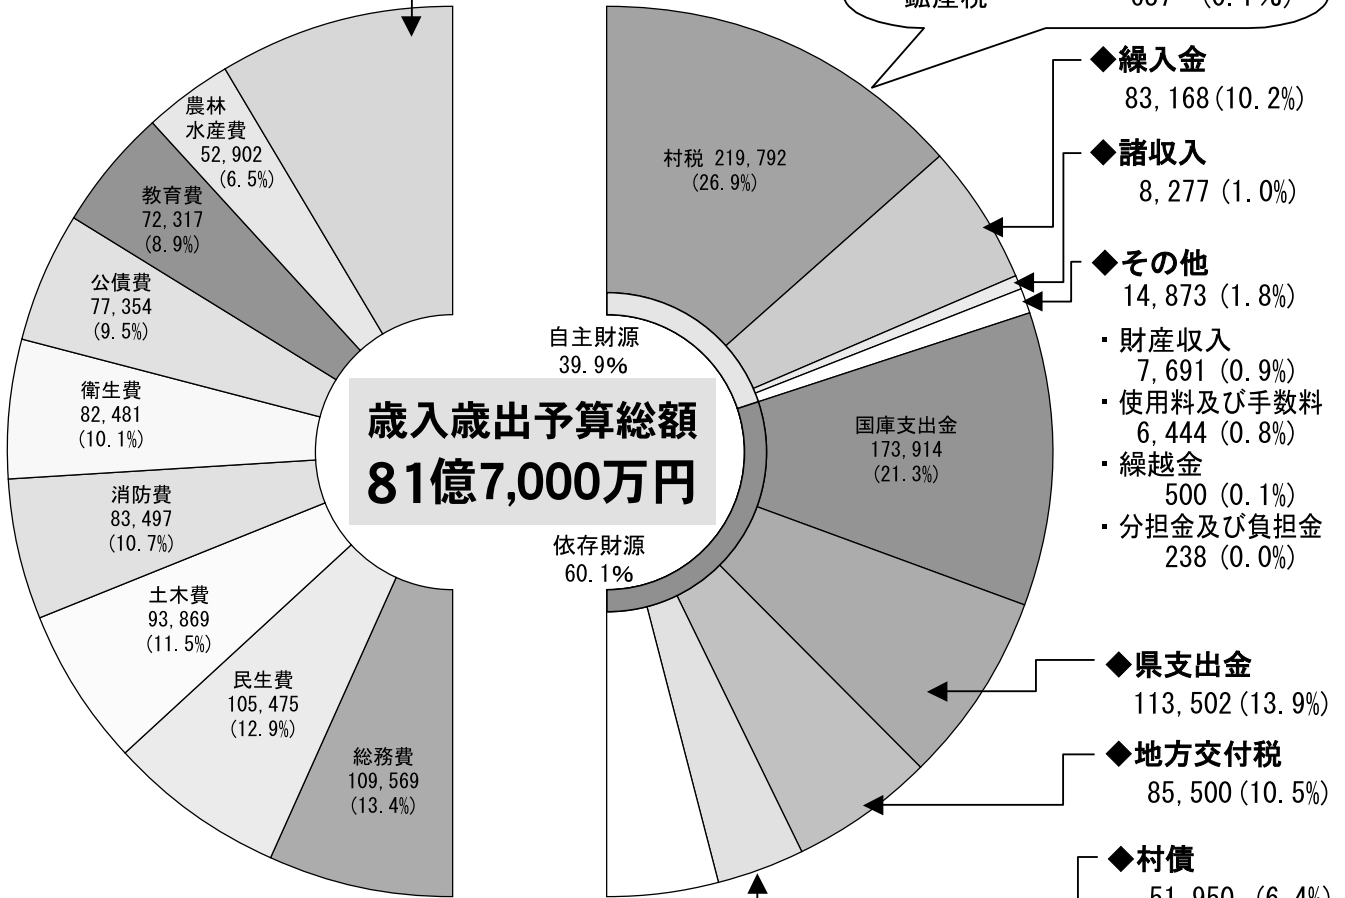 鉱産税
◆繰入金
83,168(10.2%)
◆諸収入
8,277 (1.0%)
◆その他
14,873 (1.8%)
・財産収入
7,691 (0.9%)
・使用料及び手数料
6,444 (0.8%)
・繰越金
500 (0.1%)
・分担金及び負担金
238 (0.0%)
◆県支出金
113,502(13.9%)
◆地方交付税
85,500(10.5%)
◆村債
51,950 (6.4%)
村税 219,792
(26.9%)
国庫支出金
173,914
(21.3%)
自主財源
39.9%
歳入歳出予算総額
81億7,000万円
依存財源
60.1%
農林
水産費
52,902
(6.5%)
教育費
72,317
(8.9%)
公債費
77,354
(9.5%)
衛生費
82,481
(10.1%)
消防費
83,497
(10.7%)
土木費
93,869
(11.5%)
民生費
105,475
(12.9%)
総務費
109,569
(13.4%)